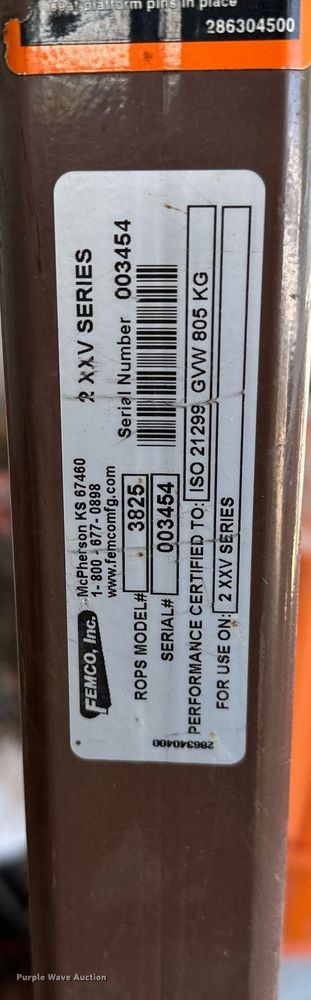 seat platform pins in place
286304500
FEMCO, Inc.
McPherson KS 67460
1- 800 - 677- 0898
www.femcomfg.com
2 XXV SERIES
Serial Number 003454
ROPS MODEL# 3825
SERIAL# 003454
PERFORMANCE CERTIFIED TO: ISO 21299 GVW 805 KG
FOR USE ON: 2 XXV SERIES
286340400
Purple Wave Auction